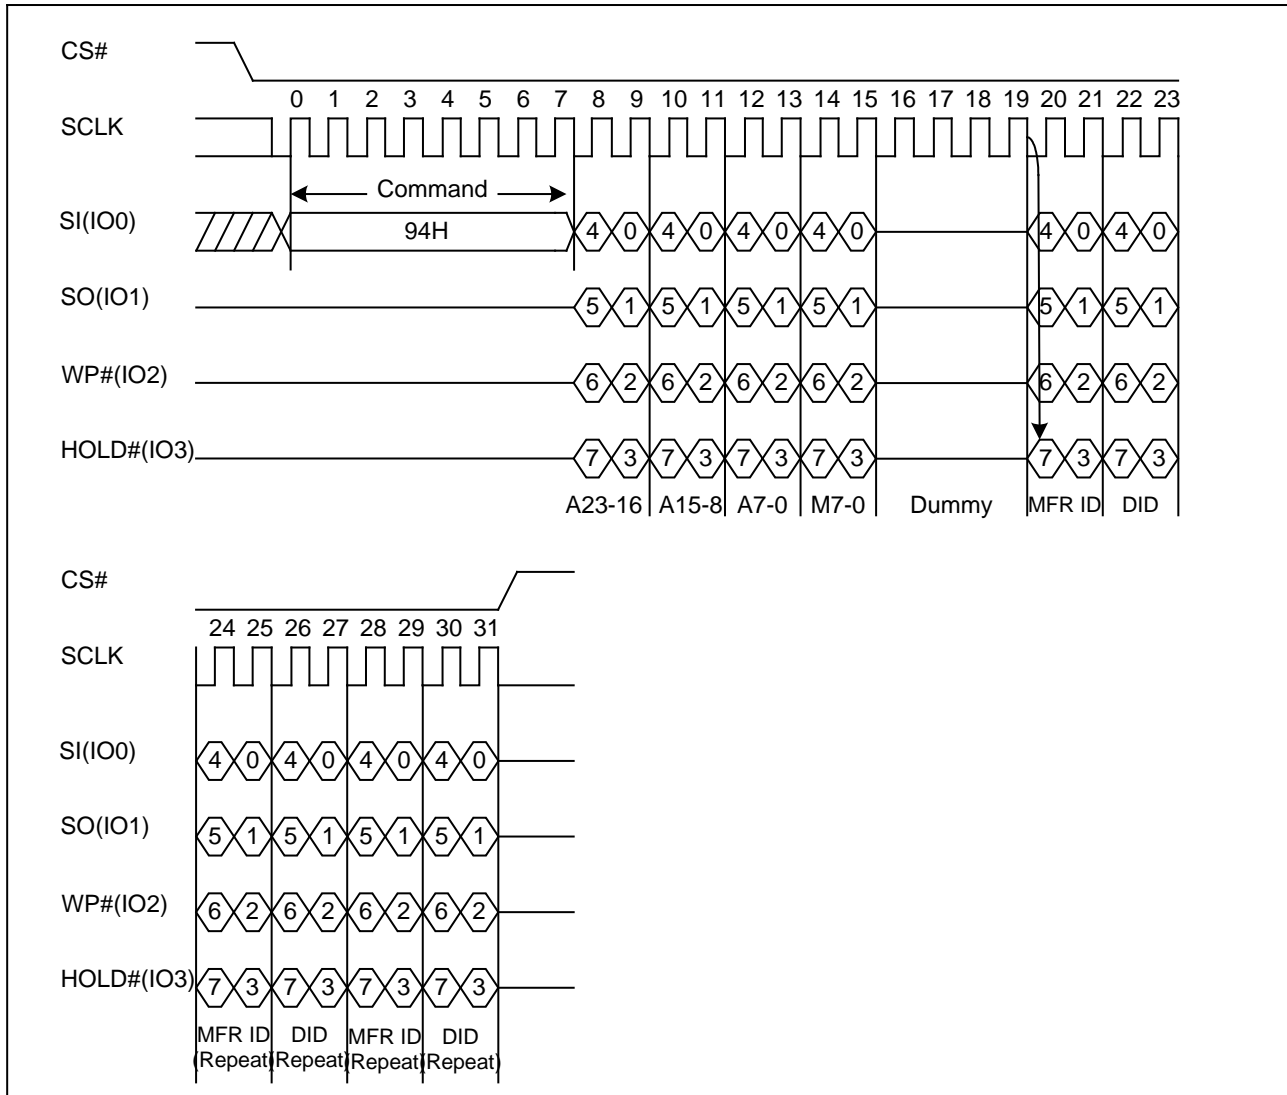 CS#
0 1 2 3 4 5 6 7 8 9 10 11 12 13 14 15 16 17 18 19 20 21 22 23
SCLK
Command
SI(IO0)
94H 4 0 4 0 4 0 4 0 4 0 4 0
SO(IO1)
5 1 5 1 5 1 5 1 5 1 5 1
WP#(IO2)
6 2 6 2 6 2 6 2 6 2 6 2
HOLD#(IO3)
7 3 7 3 7 3 7 3 7 3 7 3
A23-16 A15-8 A7-0 M7-0 Dummy MFR ID DID
CS#
24 25 26 27 28 29 30 31
SCLK
SI(IO0)
4 0 4 0 4 0 4 0
SO(IO1)
5 1 5 1 5 1 5 1
WP#(IO2)
6 2 6 2 6 2 6 2
HOLD#(IO3)
7 3 7 3 7 3 7 3
MFR ID DID MFR ID DID
(Repeat) (Repeat) (Repeat) (Repeat)